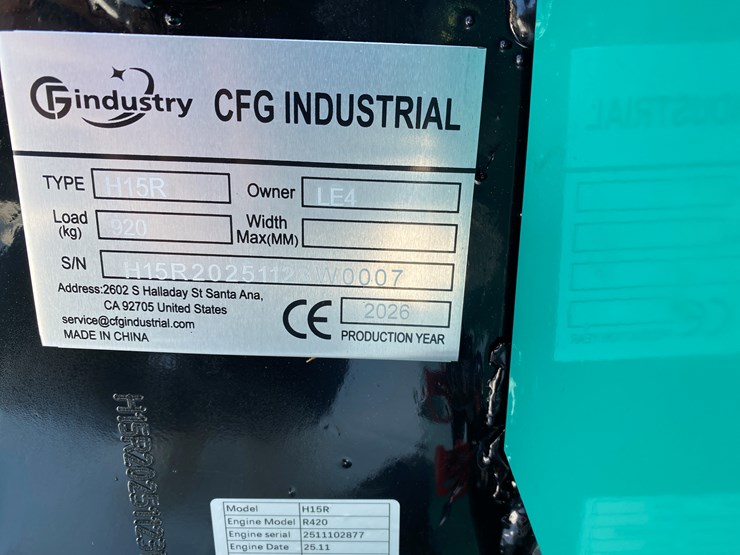 CFindustry CFG INDUSTRIAL
TYPE H15R Owner LE4
Load (kg) 920 Width Max(MM)
S/N H15R2025112 W0007
Address:2602 S Halladay St Santa Ana,
CA 92705 United States
service@cfgindustrial.com
MADE IN CHINA
CE 2026
PRODUCTION YEAR
H15R2025112
Model H15R
Engine Model R420
Engine serial 2511102877
Engine Date 25.11